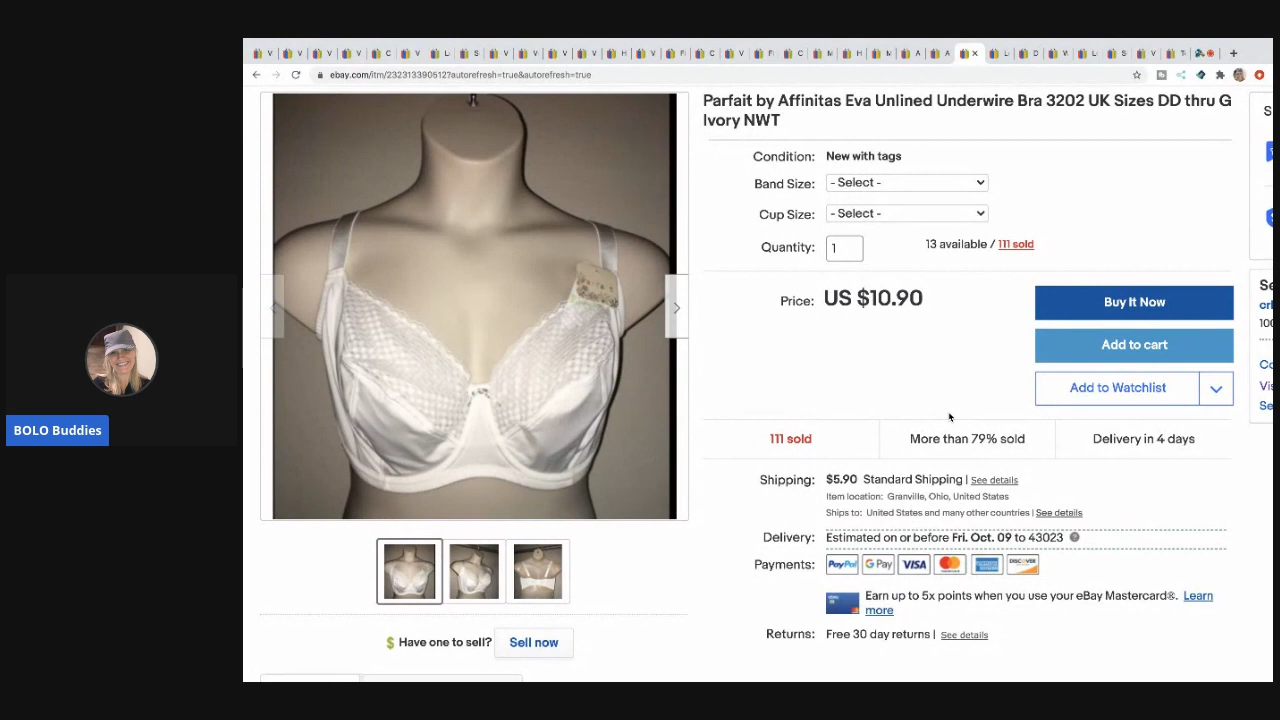 ebay.com/itm/232313390512?autorefresh=true&autorefresh=true
Parfait by Affinitas Eva Unlined Underwire Bra 3202 UK Sizes DD thru G
Ivory NWT
Condition: New with tags
Band Size: - Select -
Cup Size: - Select -
Quantity: 1
13 available / 111 sold
Price: US $10.90
Buy It Now
Add to cart
Add to Watchlist
111 sold
More than 79% sold
Delivery in 4 days
Shipping: $5.90 Standard Shipping | See details
Item location: Granville, Ohio, United States
Ships to: United States and many other countries | See details
Delivery: Estimated on or before Fri. Oct. 09 to 43023
Payments: PayPal G Pay VISA MasterCard DISCOVER
Earn up to 5x points when you use your eBay Mastercard®. Learn
more
Returns: Free 30 day returns | See details
$ Have one to sell? Sell now
BOLO Buddies